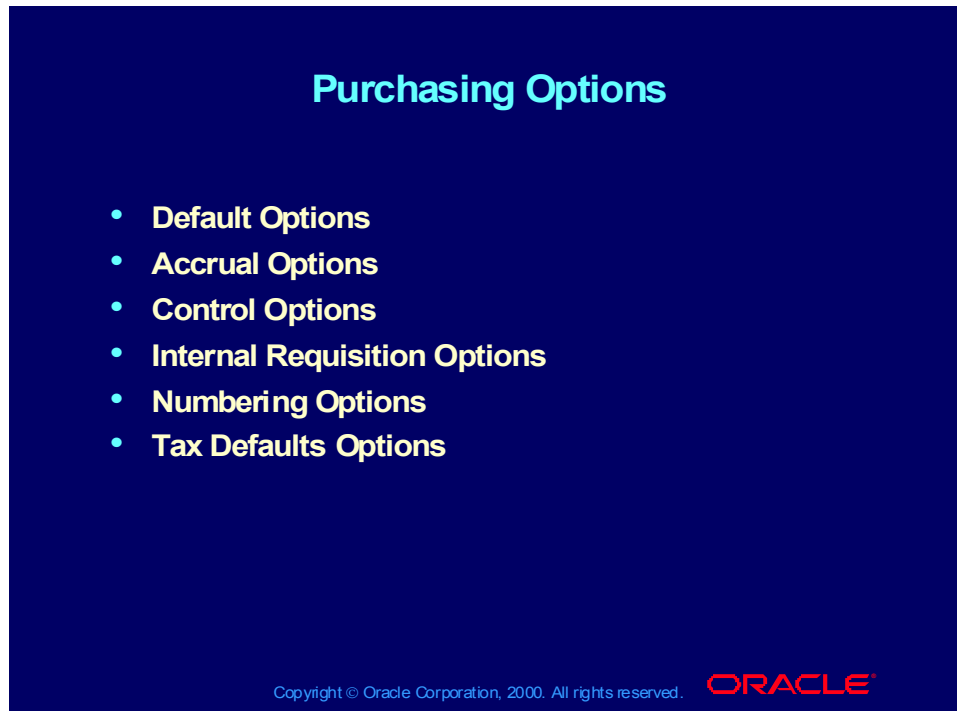 Purchasing Options
• Default Options
• Accrual Options
• Control Options
• Internal Requisition Options
• Numbering Options
• Tax Defaults Options
Copyright © Oracle Corporation, 2000. All rights reserved.
ORACLE®